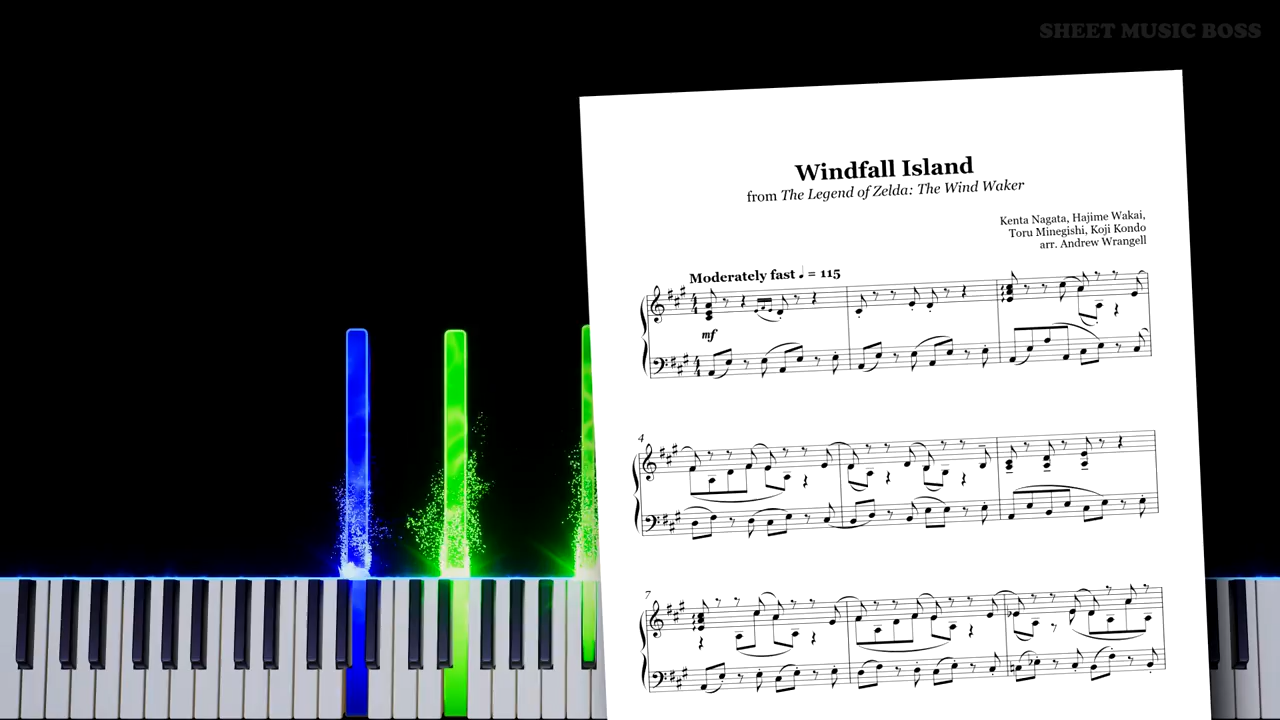 SHEET MUSIC BOSS
Windfall Island
from The Legend of Zelda: The Wind Waker
Kenta Nagata, Hajime Wakai,
Toru Minegishi, Koji Kondo
arr. Andrew Wrangell
Moderately fast ♩ = 115
mf
4
7